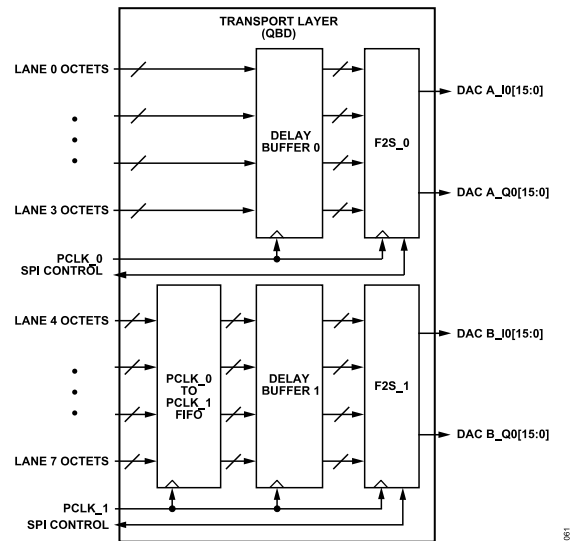 TRANSPORT LAYER
(QBD)
LANE 0 OCTETS
LANE 3 OCTETS
DELAY
BUFFER 0
F2S_0
DAC A_I0[15:0]
DAC A_Q0[15:0]
PCLK_0
SPI CONTROL
LANE 4 OCTETS
LANE 7 OCTETS
PCLK_0
TO
PCLK_1
FIFO
DELAY
BUFFER 1
F2S_1
DAC B_I0[15:0]
DAC B_Q0[15:0]
PCLK_1
SPI CONTROL
061